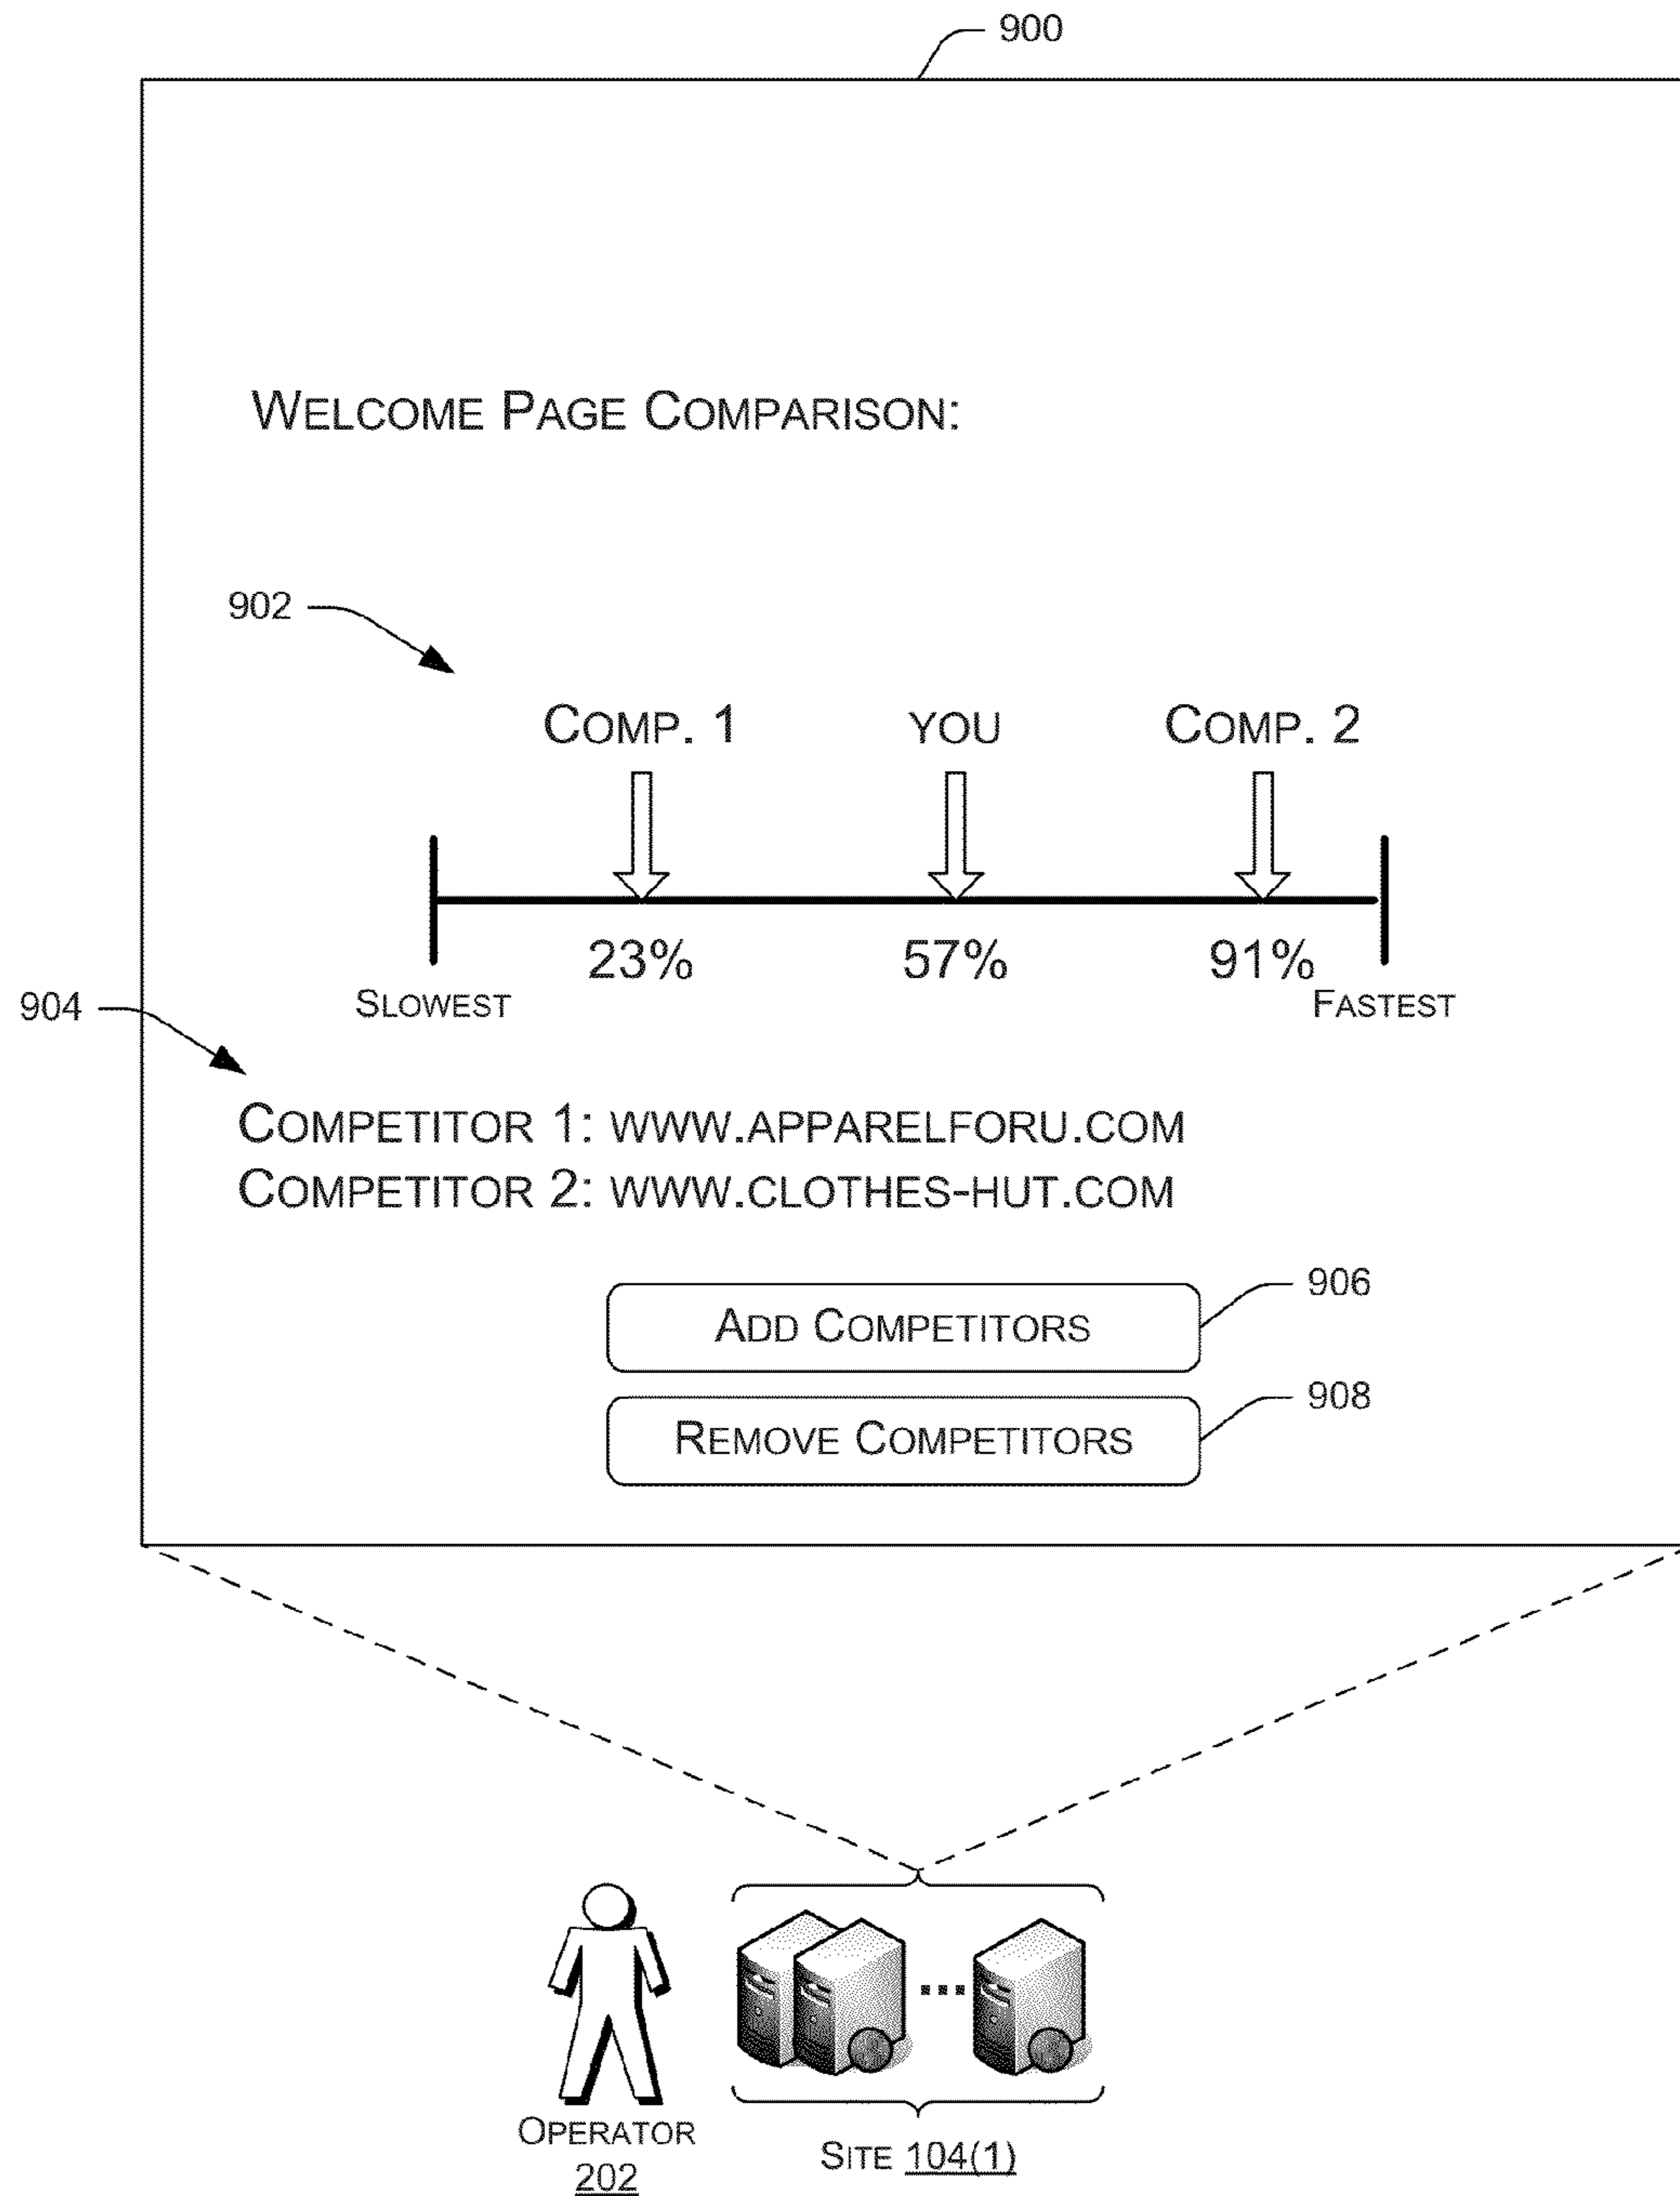 900
WELCOME PAGE COMPARISON:
902
COMP. 1 YOU COMP. 2
23% 57% 91%
SLOWEST FASTEST
904
COMPETITOR 1: WWW.APPARELFORU.COM
COMPETITOR 2: WWW.CLOTHES-HUT.COM
906
ADD COMPETITORS
908
REMOVE COMPETITORS
OPERATOR
202
SITE 104(1)